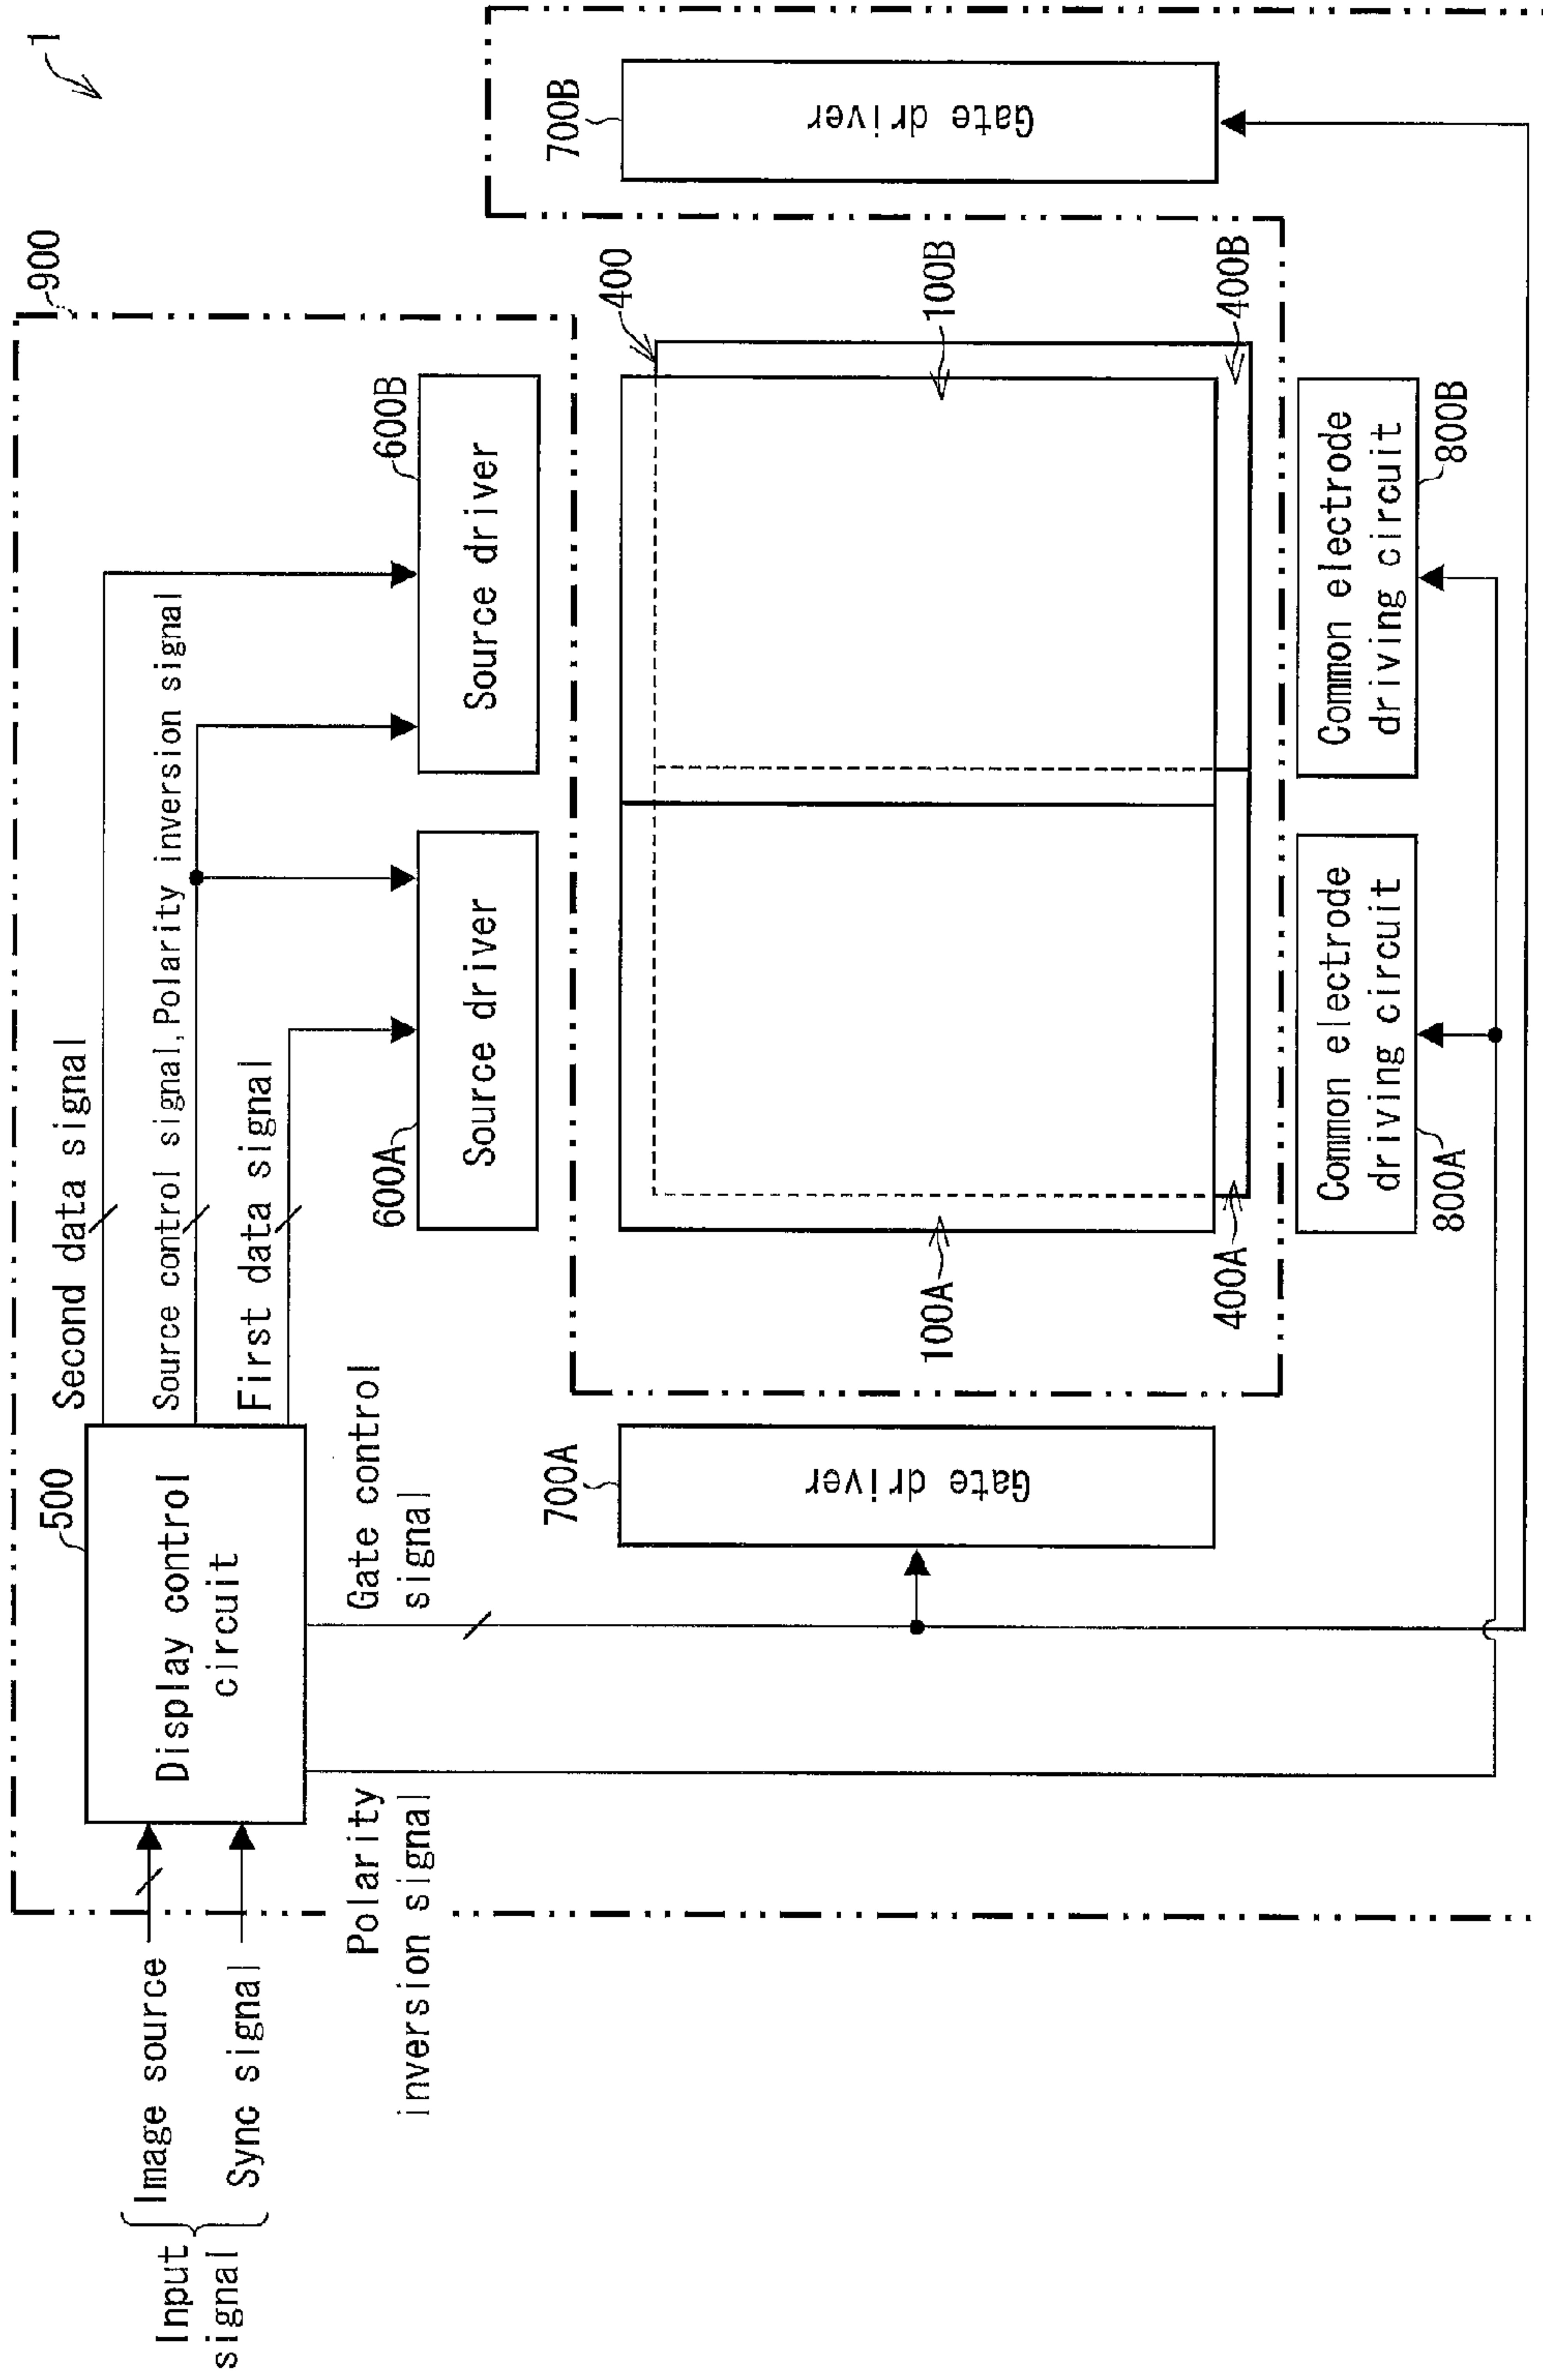 1
900
500
Input
signal
Image source
Sync signal
Display control
circuit
Second data signal
Source control signal, Polarity inversion signal
First data signal
600A
Source driver
600B
Source driver
Polarity
inversion signal
Gate control
signal
700A
Gate driver
700B
Gate driver
400
100A
100B
400A
400B
Common electrode
driving circuit
800A
Common electrode
driving circuit
800B